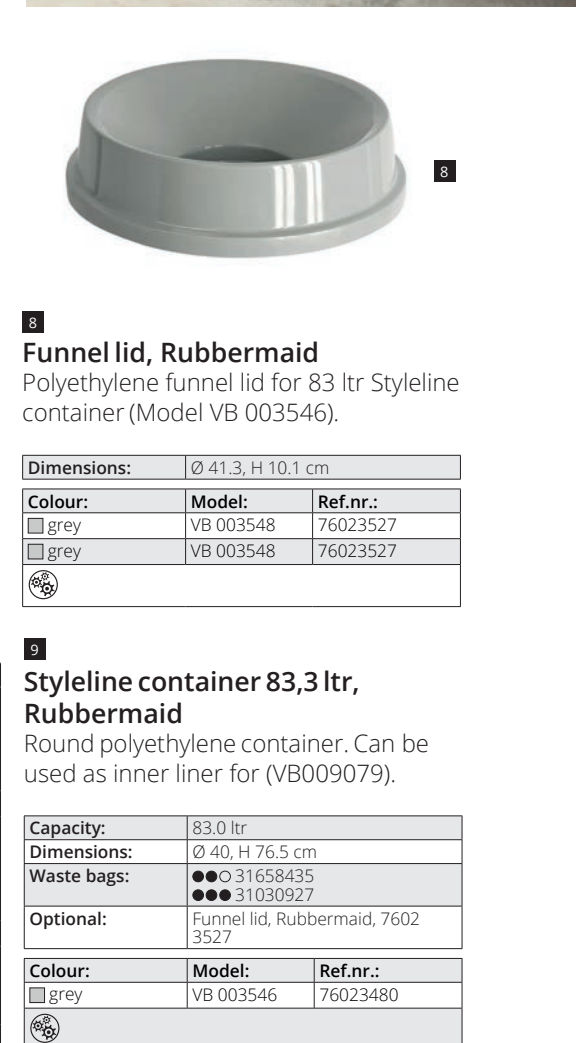 8
8
Funnel lid, Rubbermaid
Polyethylene funnel lid for 83 ltr Styleline
container (Model VB 003546).
Dimensions: Ø 41.3, H 10.1 cm
Colour: Model: Ref.nr.:
grey VB 003548 76023527
grey VB 003548 76023527
9
Styleline container 83,3 ltr,
Rubbermaid
Round polyethylene container. Can be
used as inner liner for (VB009079).
Capacity: 83.0 ltr
Dimensions: Ø 40, H 76.5 cm
Waste bags: ●●○ 31658435
●●● 31030927
Optional: Funnel lid, Rubbermaid, 7602
3527
Colour: Model: Ref.nr.:
grey VB 003546 76023480